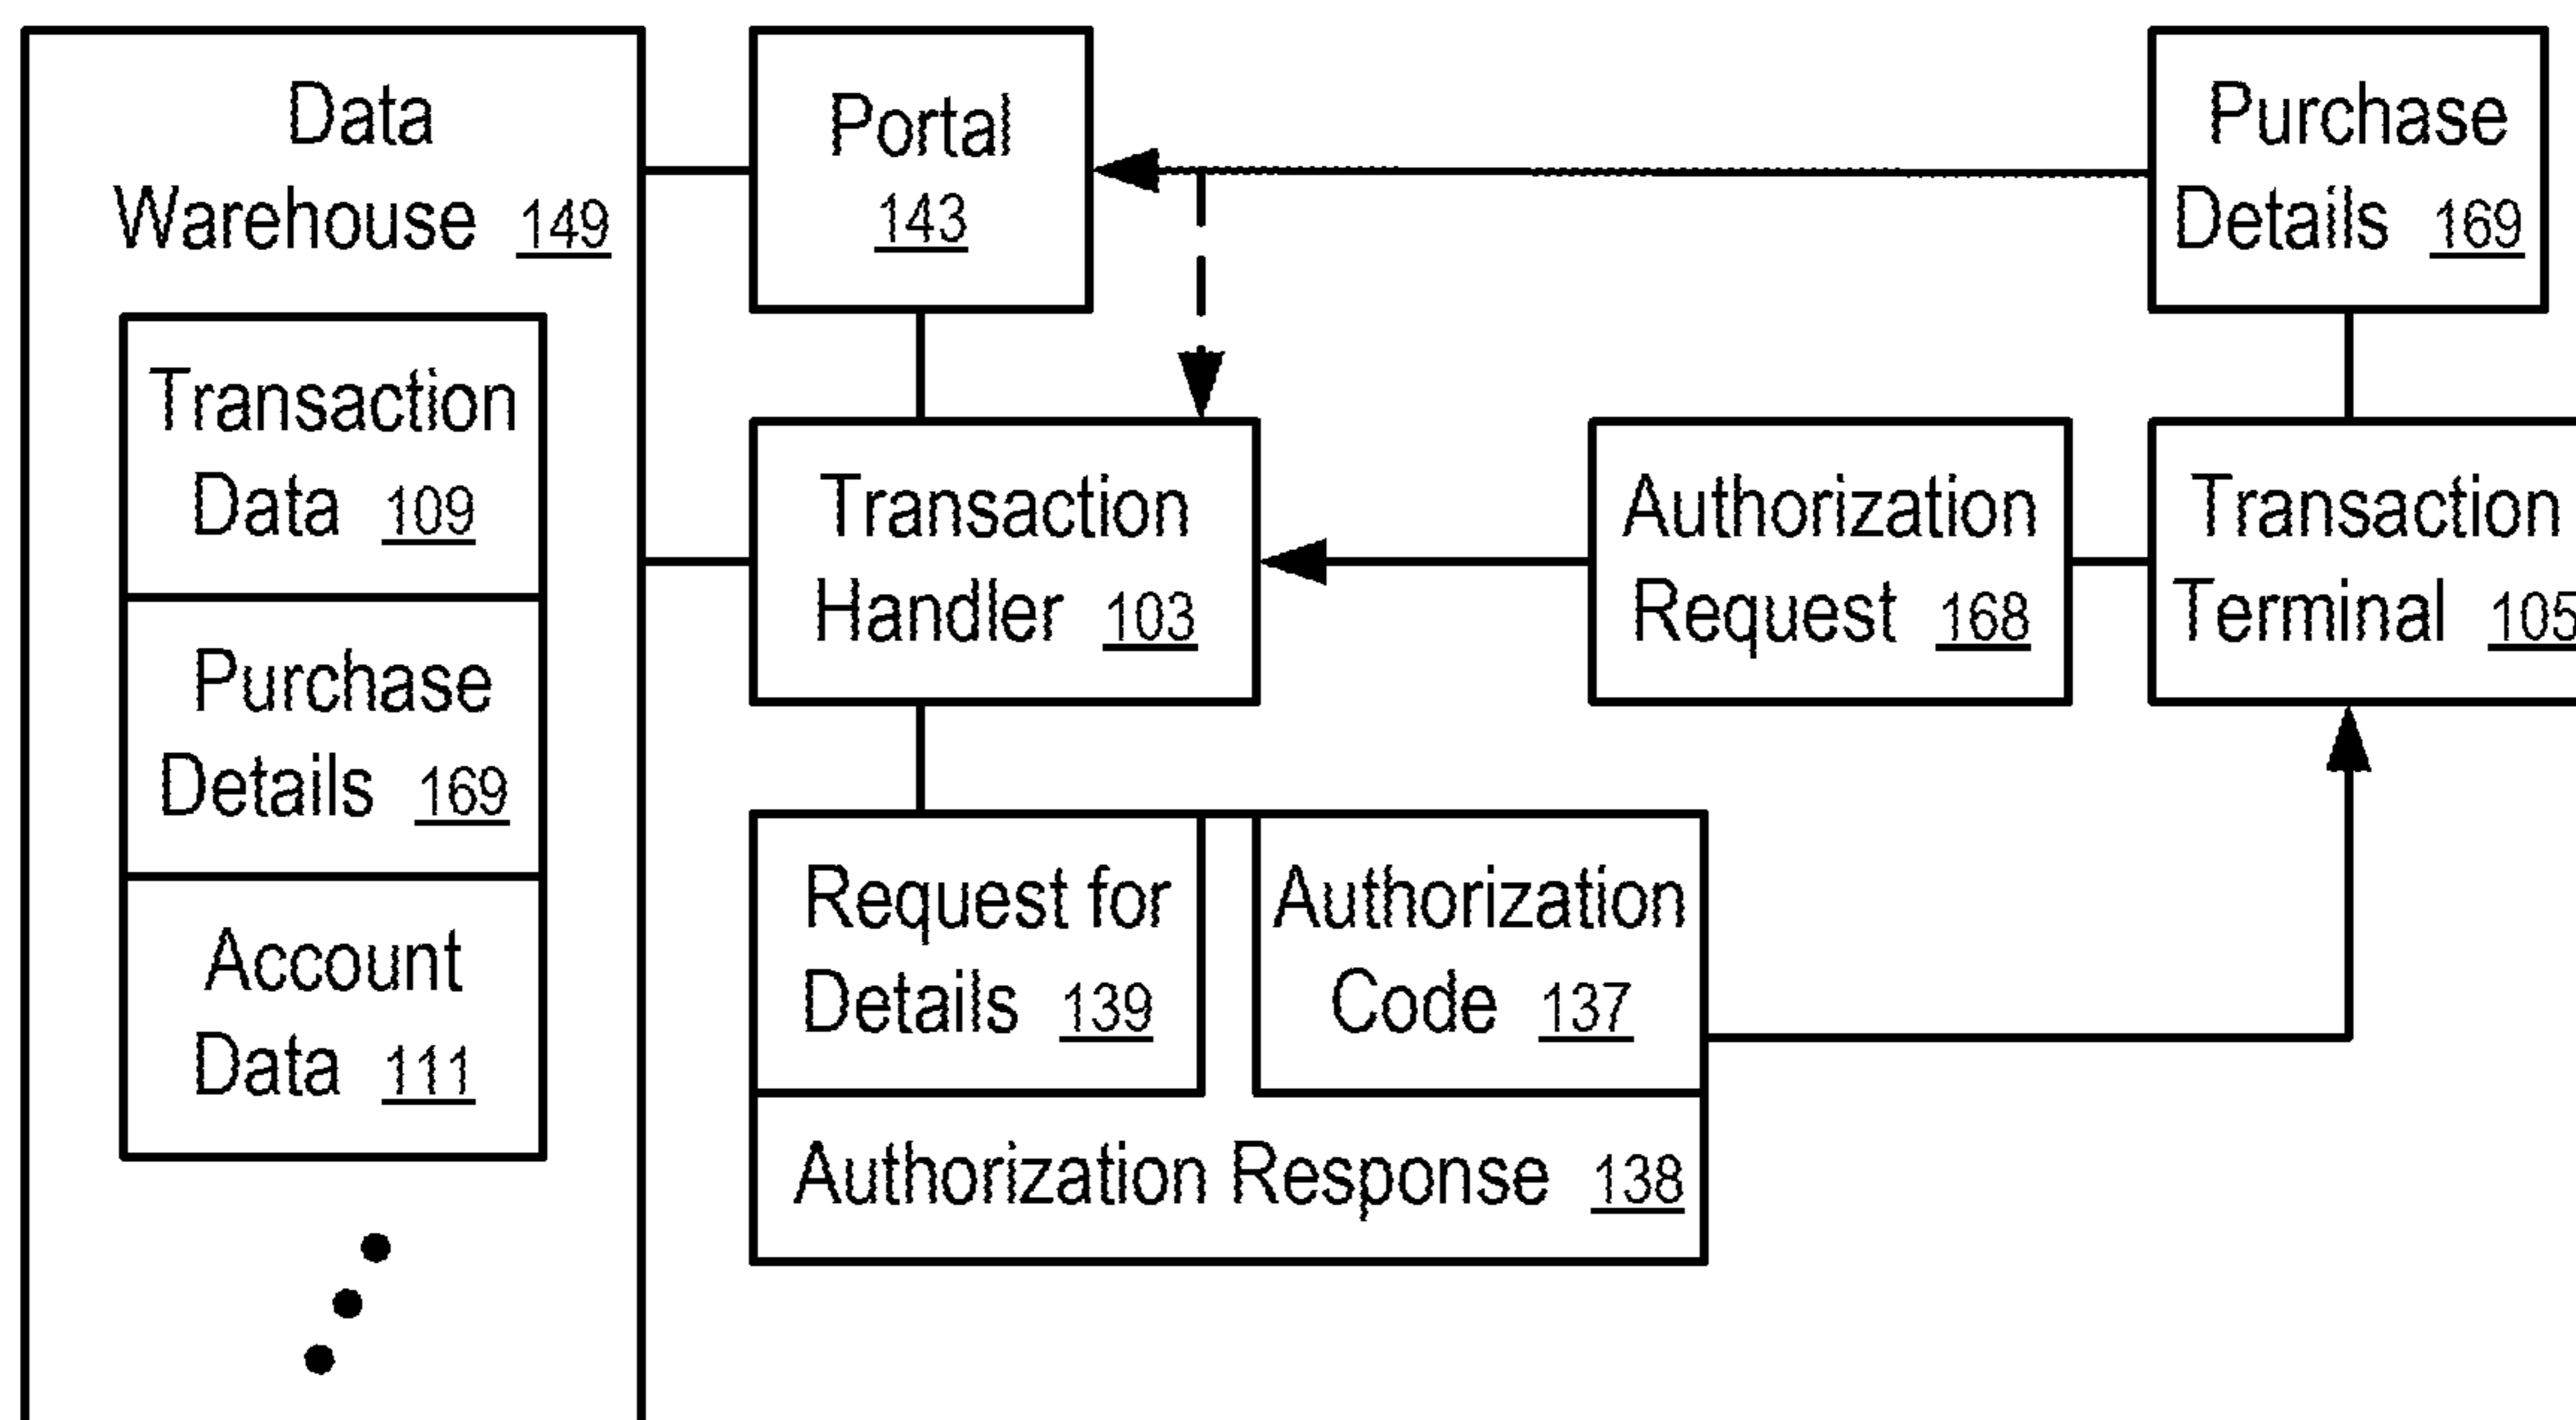 Data
Warehouse 149
Transaction
Data 109
Purchase
Details 169
Account
Data 111
Portal
143
Purchase
Details 169
Transaction
Handler 103
Authorization
Request 168
Transaction
Terminal 105
Request for
Details 139
Authorization
Code 137
Authorization Response 138